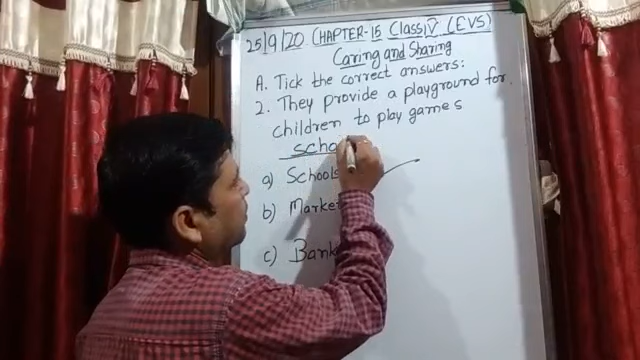 25/9/20 CHAPTER-15 Class V (EVS)
Caring and Sharing
A. Tick the correct answers:
2. They provide a playground for
children to play games
scho
a) Schools
b) Market
c) Bank